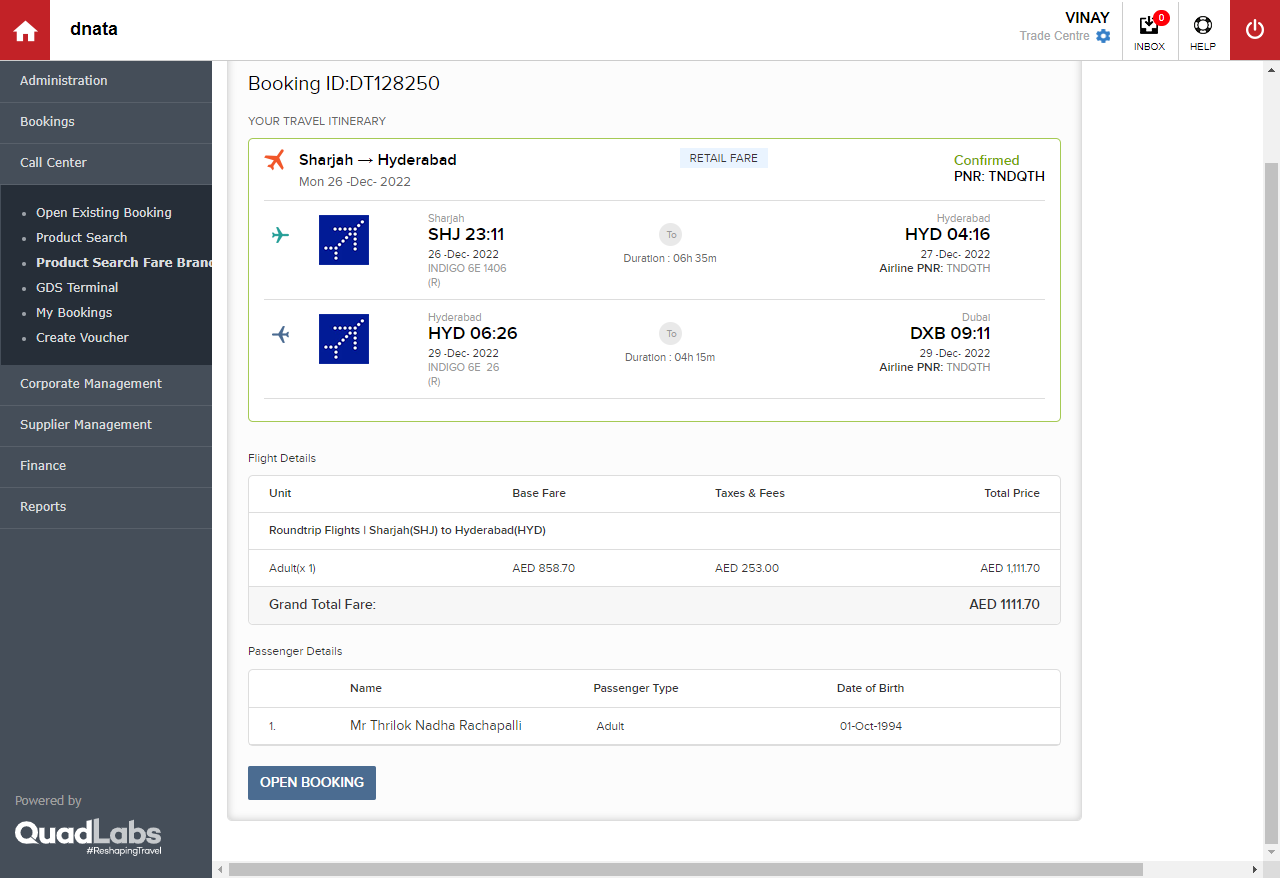 dnata
VINAY
Trade Centre
0
INBOX
HELP
Administration
Bookings
Call Center
Open Existing Booking
Product Search
Product Search Fare Brand
GDS Terminal
My Bookings
Create Voucher
Corporate Management
Supplier Management
Finance
Reports
Powered by
QuadLabs
#ReshapingTravel
Booking ID:DT128250
YOUR TRAVEL ITINERARY
Sharjah → Hyderabad
RETAIL FARE
Confirmed
Mon 26 -Dec- 2022
PNR: TNDQTH
Sharjah
SHJ 23:11
26 -Dec- 2022
INDIGO 6E 1406
(R)
To
Duration : 06h 35m
Hyderabad
HYD 04:16
27 -Dec- 2022
Airline PNR: TNDQTH
Hyderabad
HYD 06:26
29 -Dec- 2022
INDIGO 6E 26
(R)
To
Duration : 04h 15m
Dubai
DXB 09:11
29 -Dec- 2022
Airline PNR: TNDQTH
Flight Details
Unit Base Fare Taxes & Fees Total Price
Roundtrip Flights | Sharjah(SHJ) to Hyderabad(HYD)
Adult(x 1) AED 858.70 AED 253.00 AED 1,111.70
Grand Total Fare: AED 1111.70
Passenger Details
Name Passenger Type Date of Birth
1. Mr Thrilok Nadha Rachapalli Adult 01-Oct-1994
OPEN BOOKING